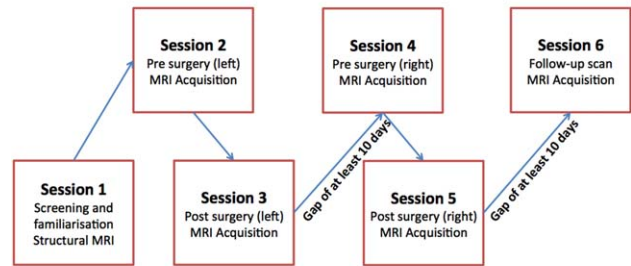 Session 1
Screening and
familiarisation
Structural MRI
Session 2
Pre surgery (left)
MRI Acquisition
Session 3
Post surgery (left)
MRI Acquisition
Gap of at least 10 days
Session 4
Pre surgery (right)
MRI Acquisition
Session 5
Post surgery (right)
MRI Acquisition
Gap of at least 10 days
Session 6
Follow-up scan
MRI Acquisition